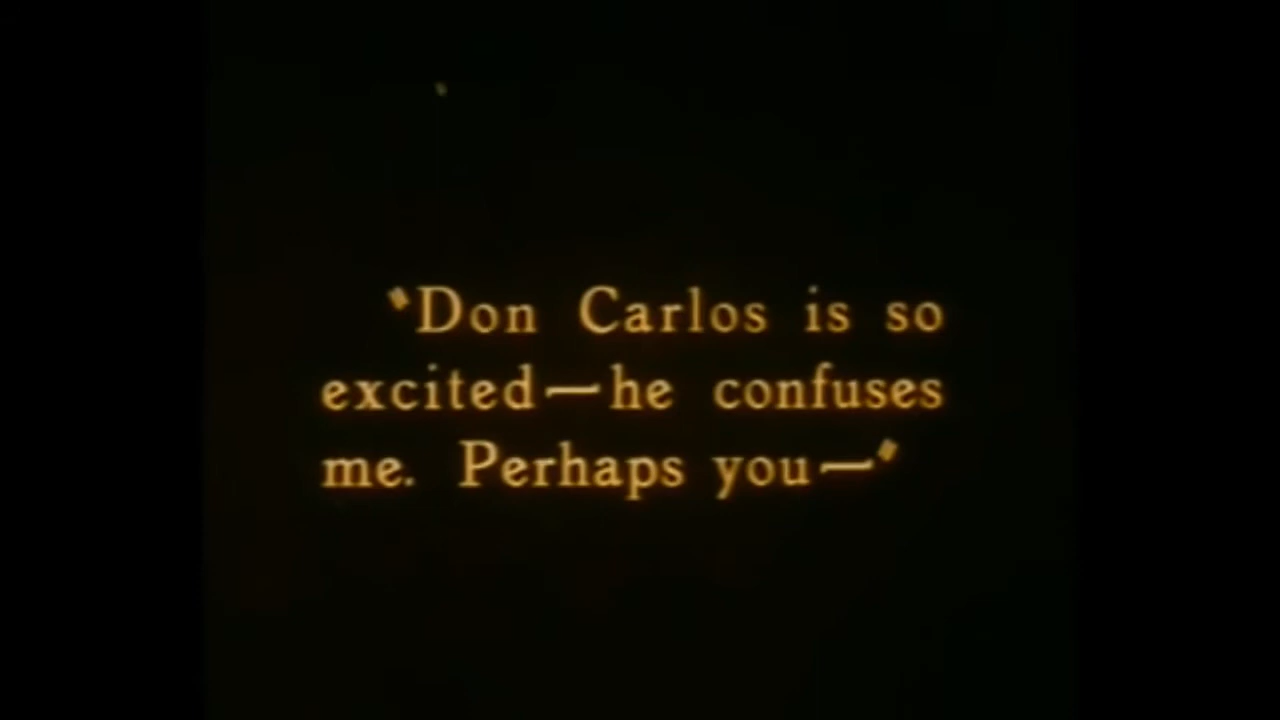 "Don Carlos is so
excited—he confuses
me. Perhaps you—"